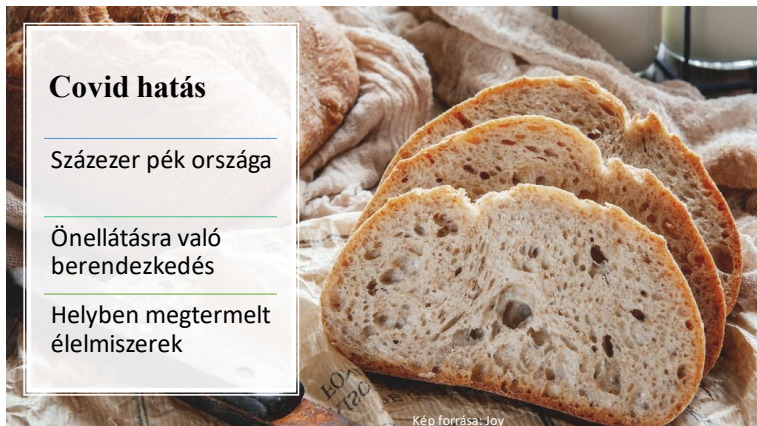 Covid hatás
Százezer pék országa
Önellátásra való
berendezkedés
Helyben megtermelt
élelmiszerek
Kép forrása: Joy